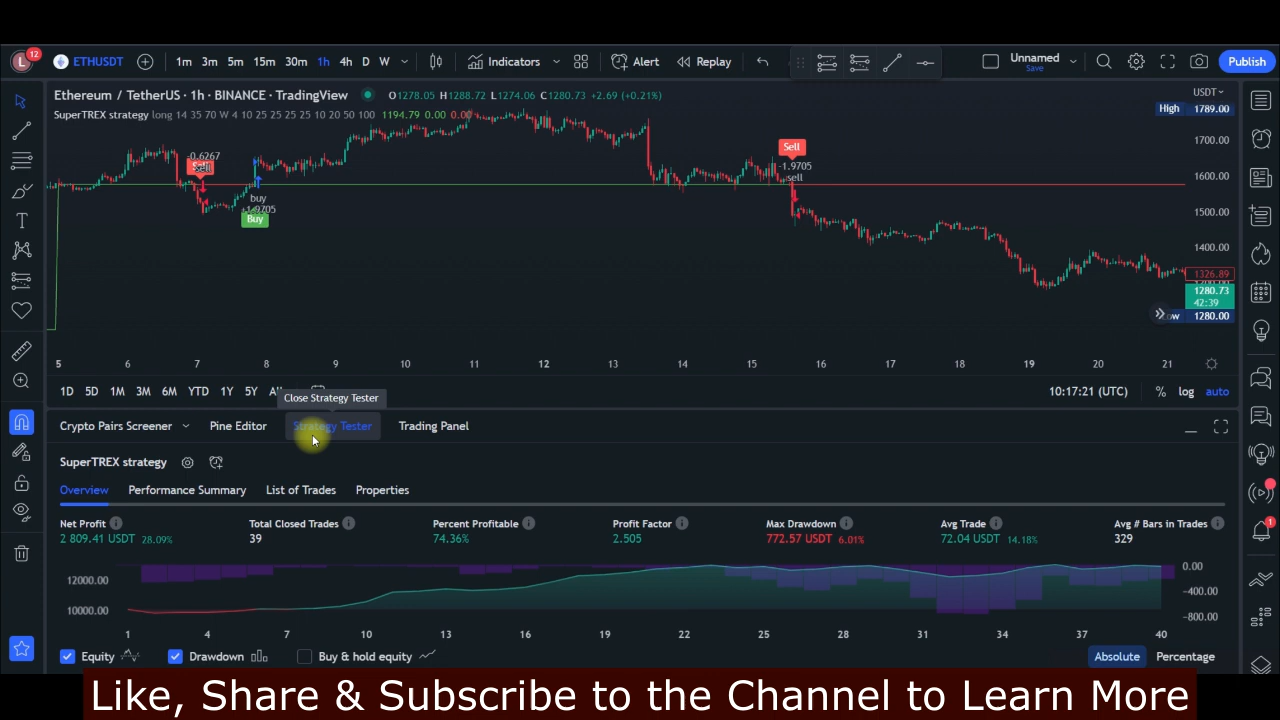 L 12 ETHUSDT 1m 3m 5m 15m 30m 1h 4h D W Indicators Alert Replay Unnamed Save Publish
Ethereum / TetherUS · 1h · BINANCE · TradingView O1278.05 H1288.72 L1274.06 C1280.73 +2.69 (+0.21%) USDT
SuperTREX strategy long 14 35 70 W 4 10 25 25 25 25 10 20 50 100 1194.79 0.00 0.00
High 1789.00
1700.00
Sell
-0.6267
Sell
-1.9705
sell
1600.00
buy
+1.9705
Buy
1500.00
1400.00
1326.89
1280.73
42:39
1280.00
5 6 7 8 9 10 11 12 13 14 15 16 17 18 19 20 21
1D 5D 1M 3M 6M YTD 1Y 5Y 10:17:21 (UTC) % log auto
Close Strategy Tester
Crypto Pairs Screener Pine Editor Strategy Tester Trading Panel
SuperTREX strategy
Overview Performance Summary List of Trades Properties
Net Profit Total Closed Trades Percent Profitable Profit Factor Max Drawdown Avg Trade Avg # Bars in Trades
2 809.41 USDT 28.09% 39 74.36% 2.505 772.57 USDT 6.01% 72.04 USDT 14.18% 329
12000.00 0.00
-400.00
10000.00 -800.00
1 4 7 10 13 16 19 22 25 28 31 34 37 40
Equity Drawdown Buy & hold equity Absolute Percentage
Like, Share & Subscribe to the Channel to Learn More